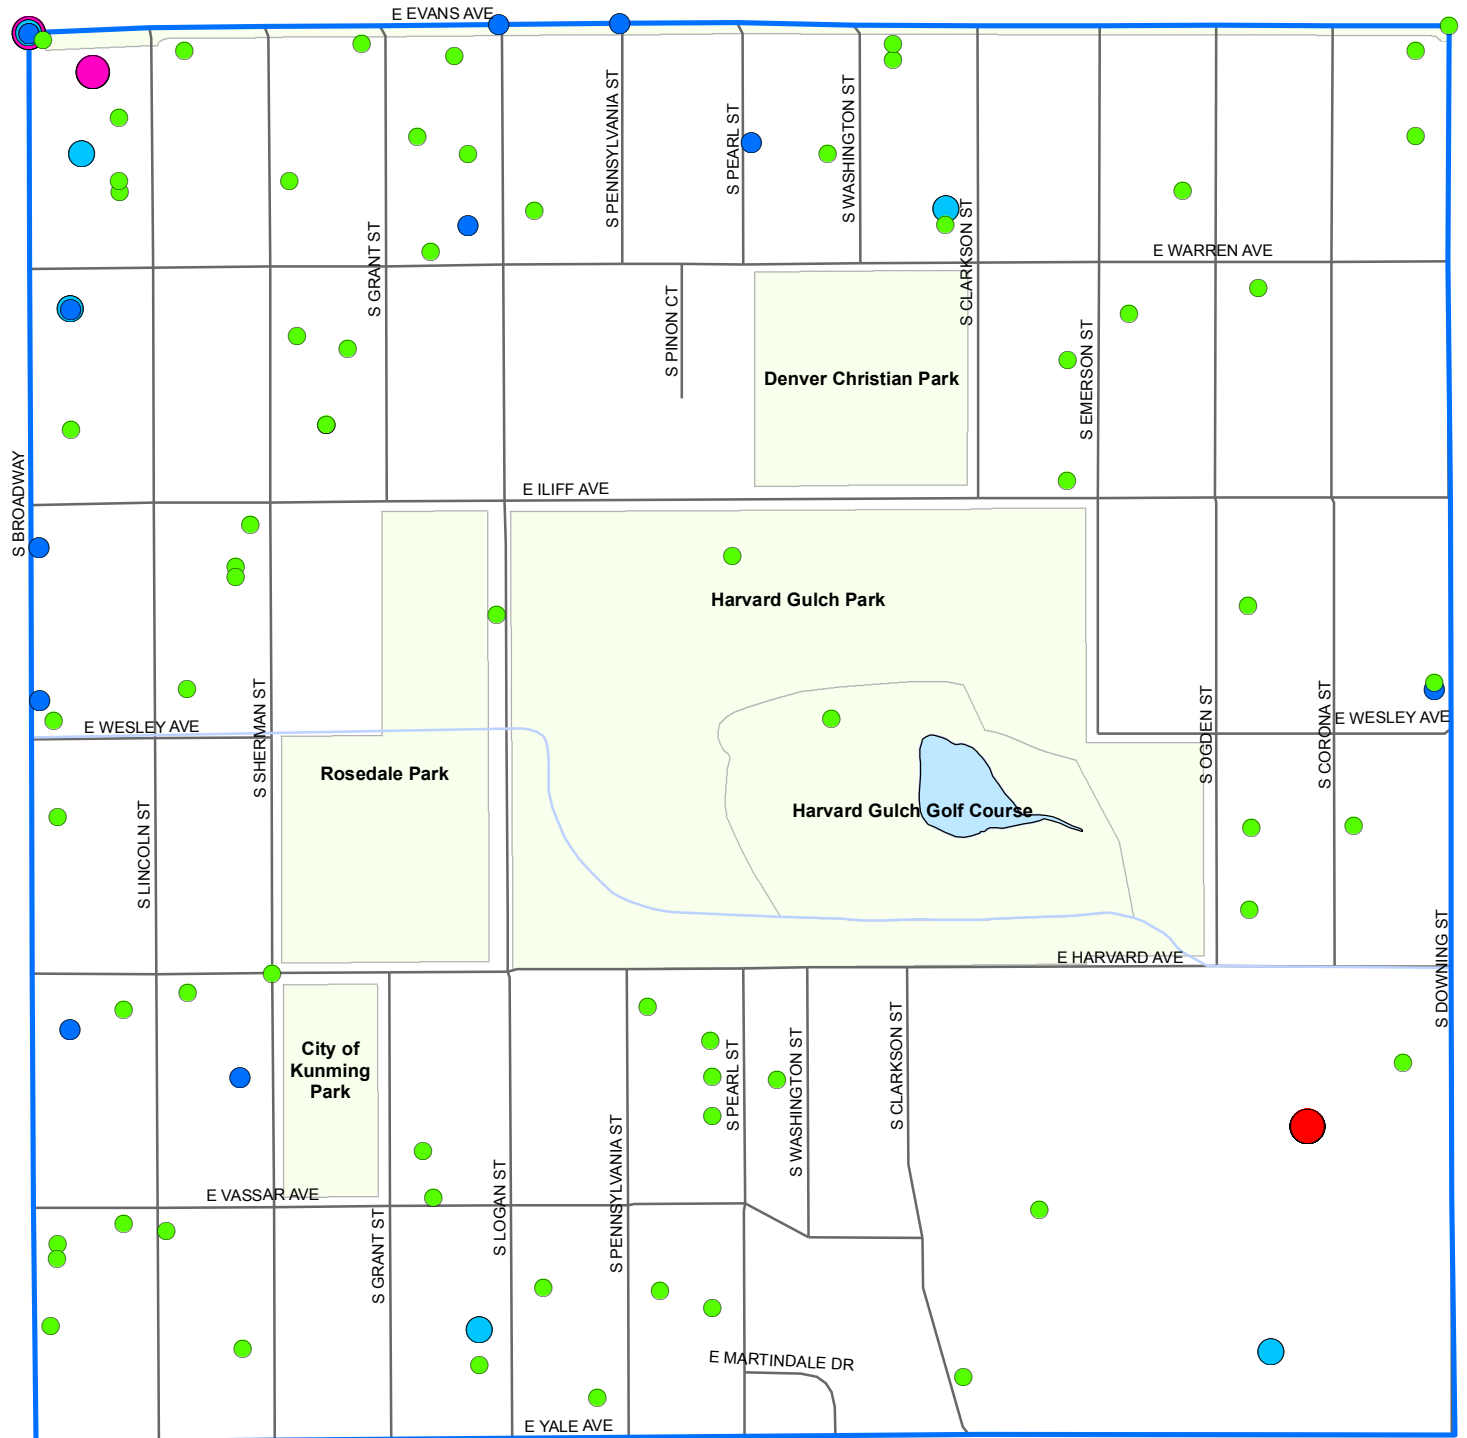 E EVANS AVE
S PENNSYLVANIA ST
S PEARL ST
S WASHINGTON ST
S GRANT ST
S CLARKSON ST
E WARREN AVE
S PINON CT
S EMERSON ST
Denver Christian Park
S BROADWAY
E ILIFF AVE
Harvard Gulch Park
S SHERMAN ST
S OGDEN ST
S CORONA ST
E WESLEY AVE
E WESLEY AVE
Rosedale Park
Harvard Gulch Golf Course
S LINCOLN ST
S DOWNING ST
E HARVARD AVE
City of
Kunming
Park
S PEARL ST
S WASHINGTON ST
S CLARKSON ST
E VASSAR AVE
S GRANT ST
S LOGAN ST
S PENNSYLVANIA ST
E MARTINDALE DR
E YALE AVE